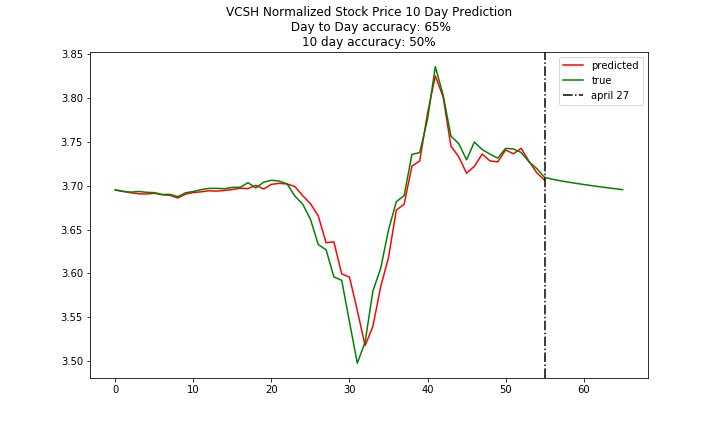 VCSH Normalized Stock Price 10 Day Prediction
Day to Day accuracy: 65%
10 day accuracy: 50%
3.85
3.80
3.75
3.70
3.65
3.60
3.55
3.50
0 10 20 30 40 50 60
predicted
true
april 27